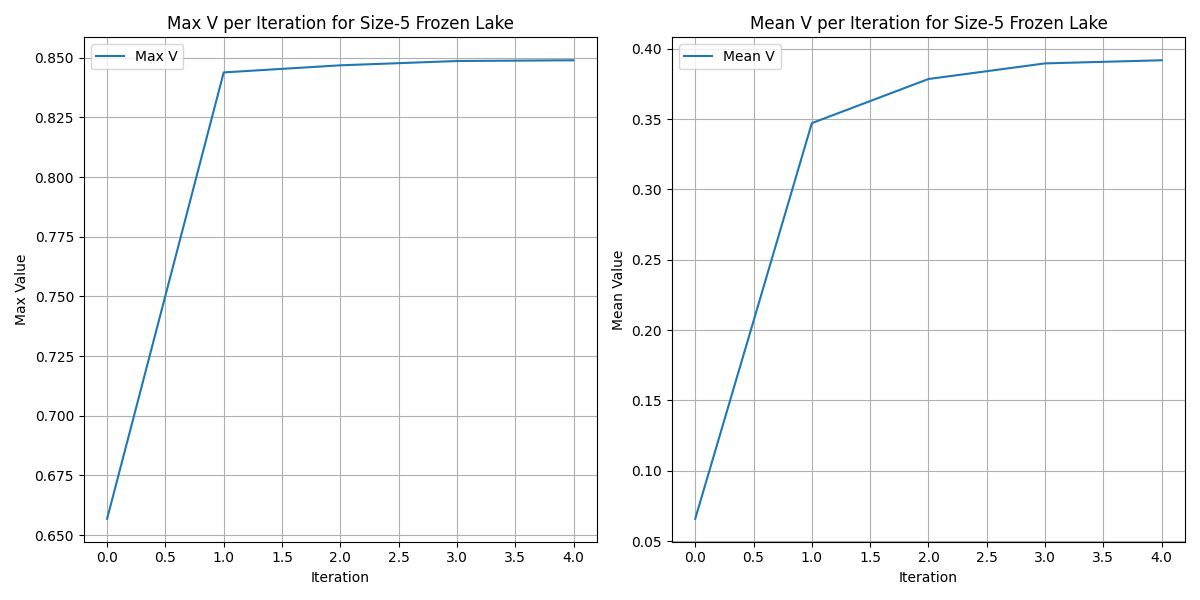 Max V per Iteration for Size-5 Frozen Lake
Max V
0.850
0.825
0.800
0.775
0.750
0.725
0.700
0.675
0.650
Max Value
0.0 0.5 1.0 1.5 2.0 2.5 3.0 3.5 4.0
Iteration
Mean V per Iteration for Size-5 Frozen Lake
Mean V
0.40
0.35
0.30
0.25
0.20
0.15
0.10
0.05
Mean Value
0.0 0.5 1.0 1.5 2.0 2.5 3.0 3.5 4.0
Iteration